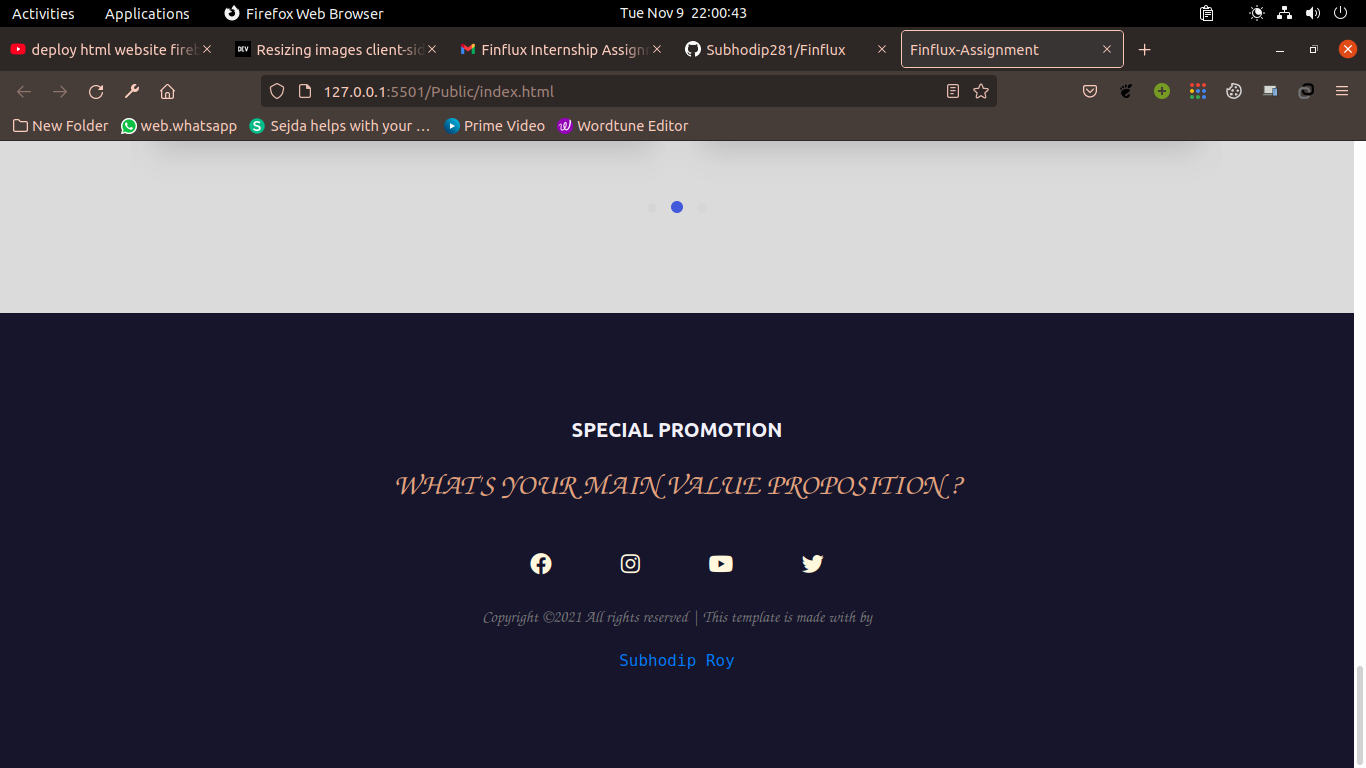 Activities Applications Firefox Web Browser Tue Nov 9 22:00:43
deploy html website fireb Resizing images client-sid Finflux Internship Assignm Subhodip281/Finflux Finflux-Assignment
127.0.0.1:5501/Public/index.html
New Folder web.whatsapp Sejda helps with your … Prime Video Wordtune Editor
SPECIAL PROMOTION
WHAT'S YOUR MAIN VALUE PROPOSITION ?
Copyright ©2021 All rights reserved | This template is made with by
Subhodip Roy